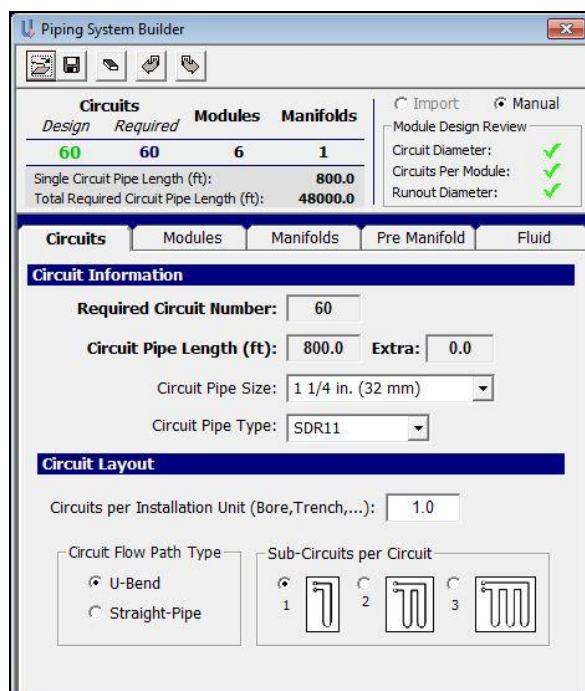 Piping System Builder
Circuits Modules Manifolds
Design Required
60 60 6 1
Single Circuit Pipe Length (ft): 800.0
Total Required Circuit Pipe Length (ft): 48000.0
Import Manual
Module Design Review
Circuit Diameter:
Circuits Per Module:
Runout Diameter:
Circuits Modules Manifolds Pre Manifold Fluid
Circuit Information
Required Circuit Number: 60
Circuit Pipe Length (ft): 800.0 Extra: 0.0
Circuit Pipe Size: 1 1/4 in. (32 mm)
Circuit Pipe Type: SDR11
Circuit Layout
Circuits per Installation Unit (Bore,Trench,...): 1.0
Circuit Flow Path Type
U-Bend
Straight-Pipe
Sub-Circuits per Circuit
1 2 3